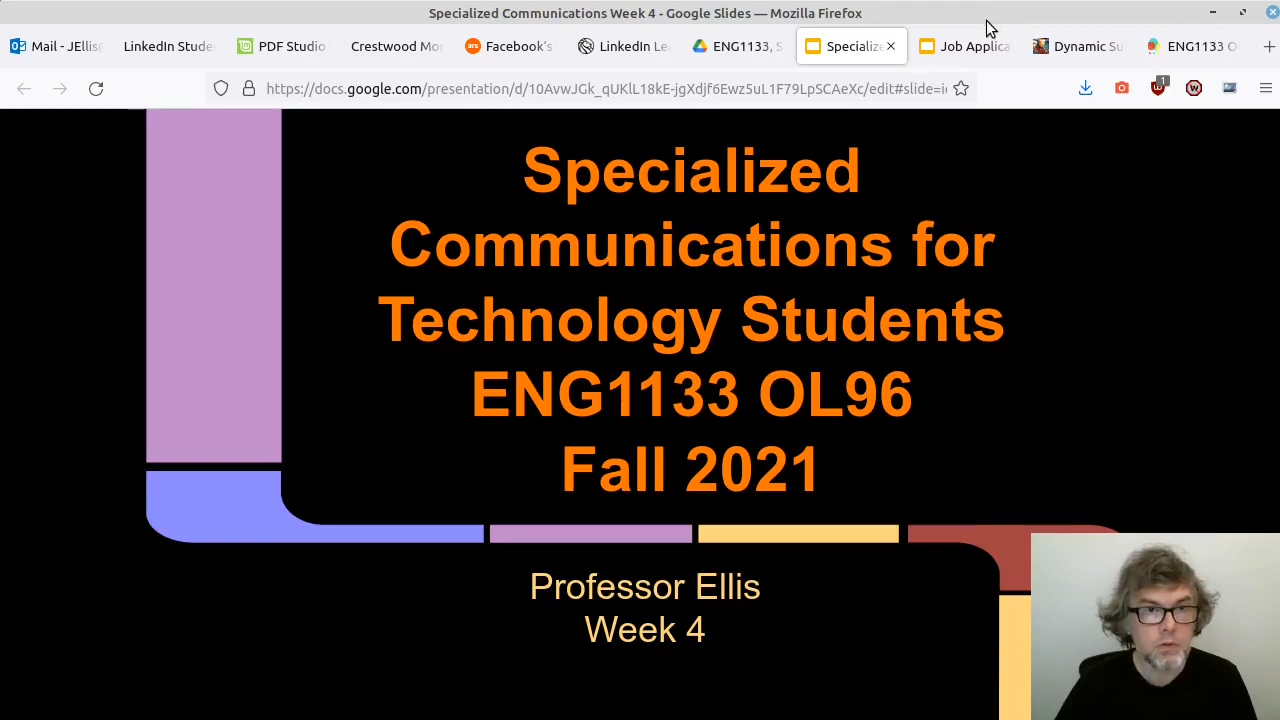 Specialized Communications Week 4 - Google Slides — Mozilla Firefox
Mail - JEllis
LinkedIn Stude
PDF Studio
Crestwood Mo
Facebook's
LinkedIn Le
ENG1133, S
Specialize
Job Applica
Dynamic Su
ENG1133 O
https://docs.google.com/presentation/d/10AvwJGk_qUKlL18kE-jgXdjf6Ewz5uL1F79LpSCAeXc/edit#slide=i
1
Specialized
Communications for
Technology Students
ENG1133 OL96
Fall 2021
Professor Ellis
Week 4